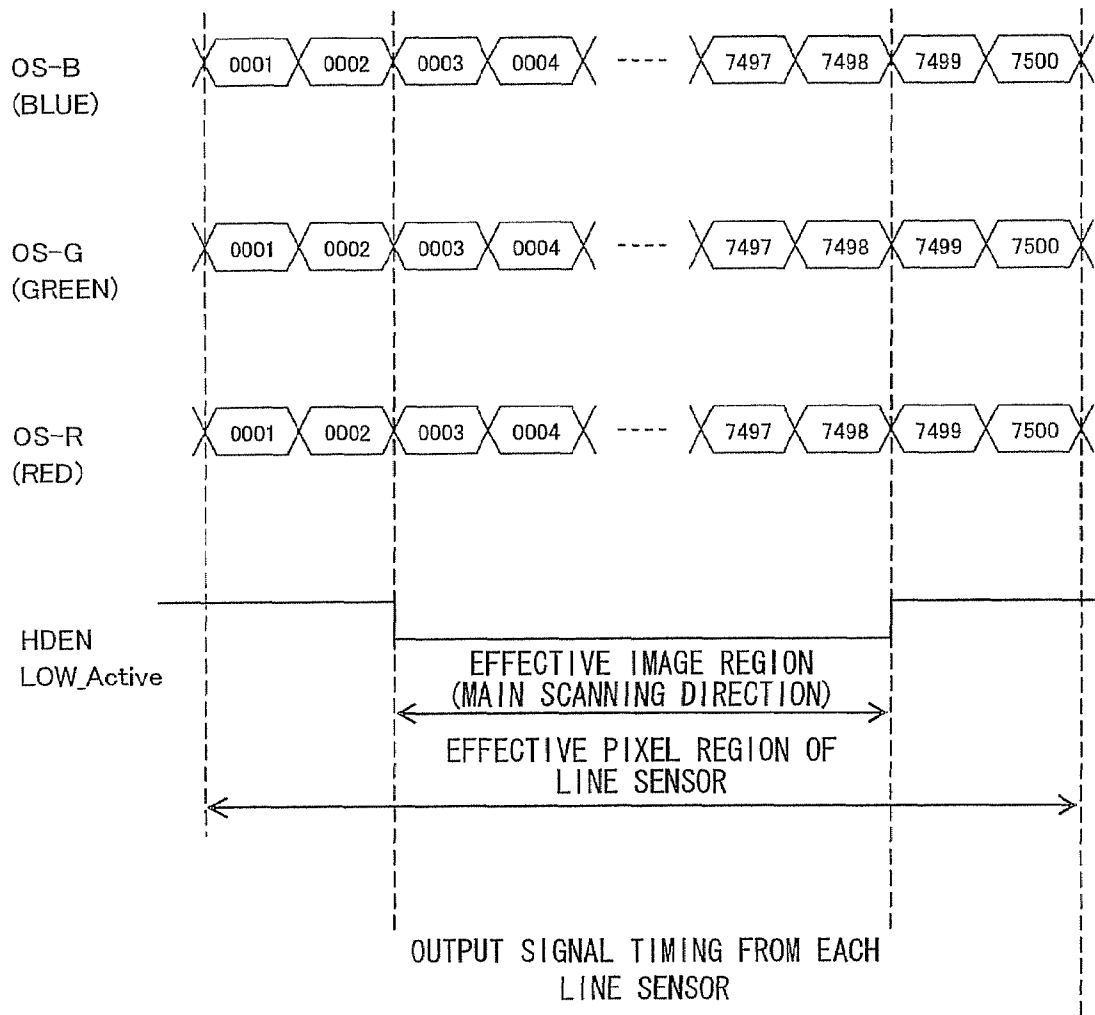 OS-B 0001 0002 0003 0004 ---- 7497 7498 7499 7500
(BLUE)
OS-G 0001 0002 0003 0004 ---- 7497 7498 7499 7500
(GREEN)
OS-R 0001 0002 0003 0004 ---- 7497 7498 7499 7500
(RED)
HDEN
LOW_Active
EFFECTIVE IMAGE REGION
(MAIN SCANNING DIRECTION)
EFFECTIVE PIXEL REGION OF
LINE SENSOR
OUTPUT SIGNAL TIMING FROM EACH
LINE SENSOR